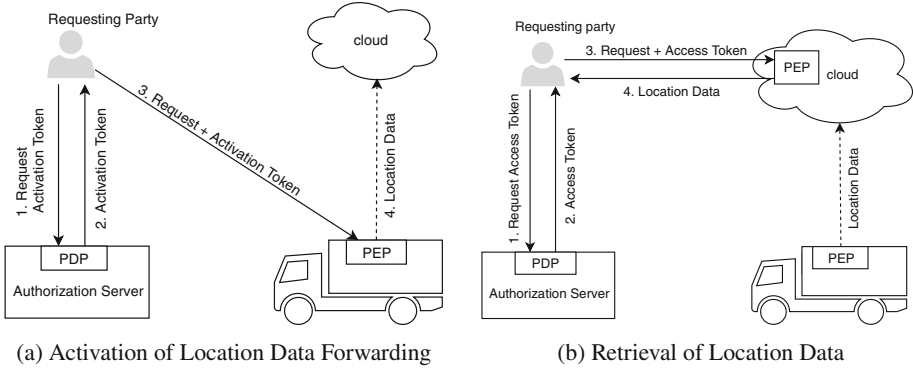 Requesting Party
cloud
3. Request + Activation Token
1. Request
Activation Token
2. Activation Token
4. Location Data
PDP
Authorization Server
PEP
(a) Activation of Location Data Forwarding
Requesting party
3. Request + Access Token
PEP
cloud
4. Location Data
1. Request Access Token
2. Access Token
Location Data
PDP
Authorization Server
PEP
(b) Retrieval of Location Data